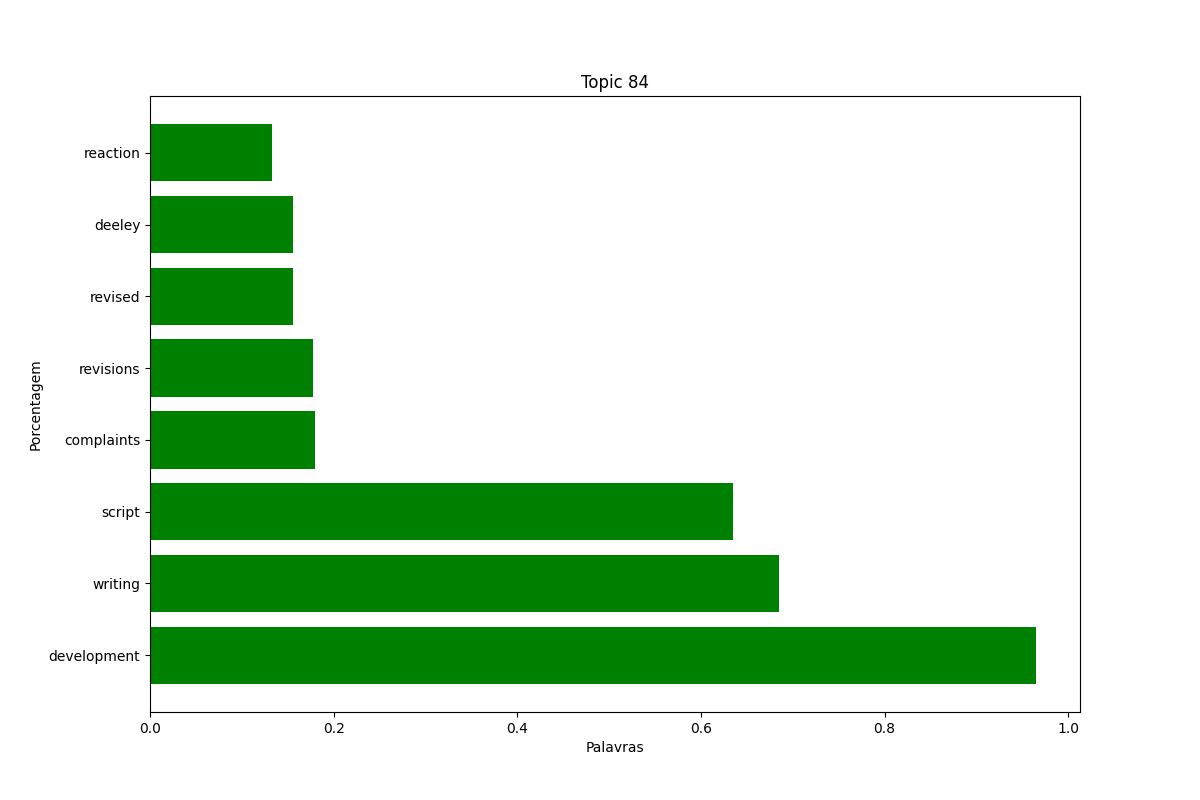 Topic 84
reaction
deeley
revised
revisions
complaints
script
writing
development
Porcentagem
0.0 0.2 0.4 0.6 0.8 1.0
Palavras